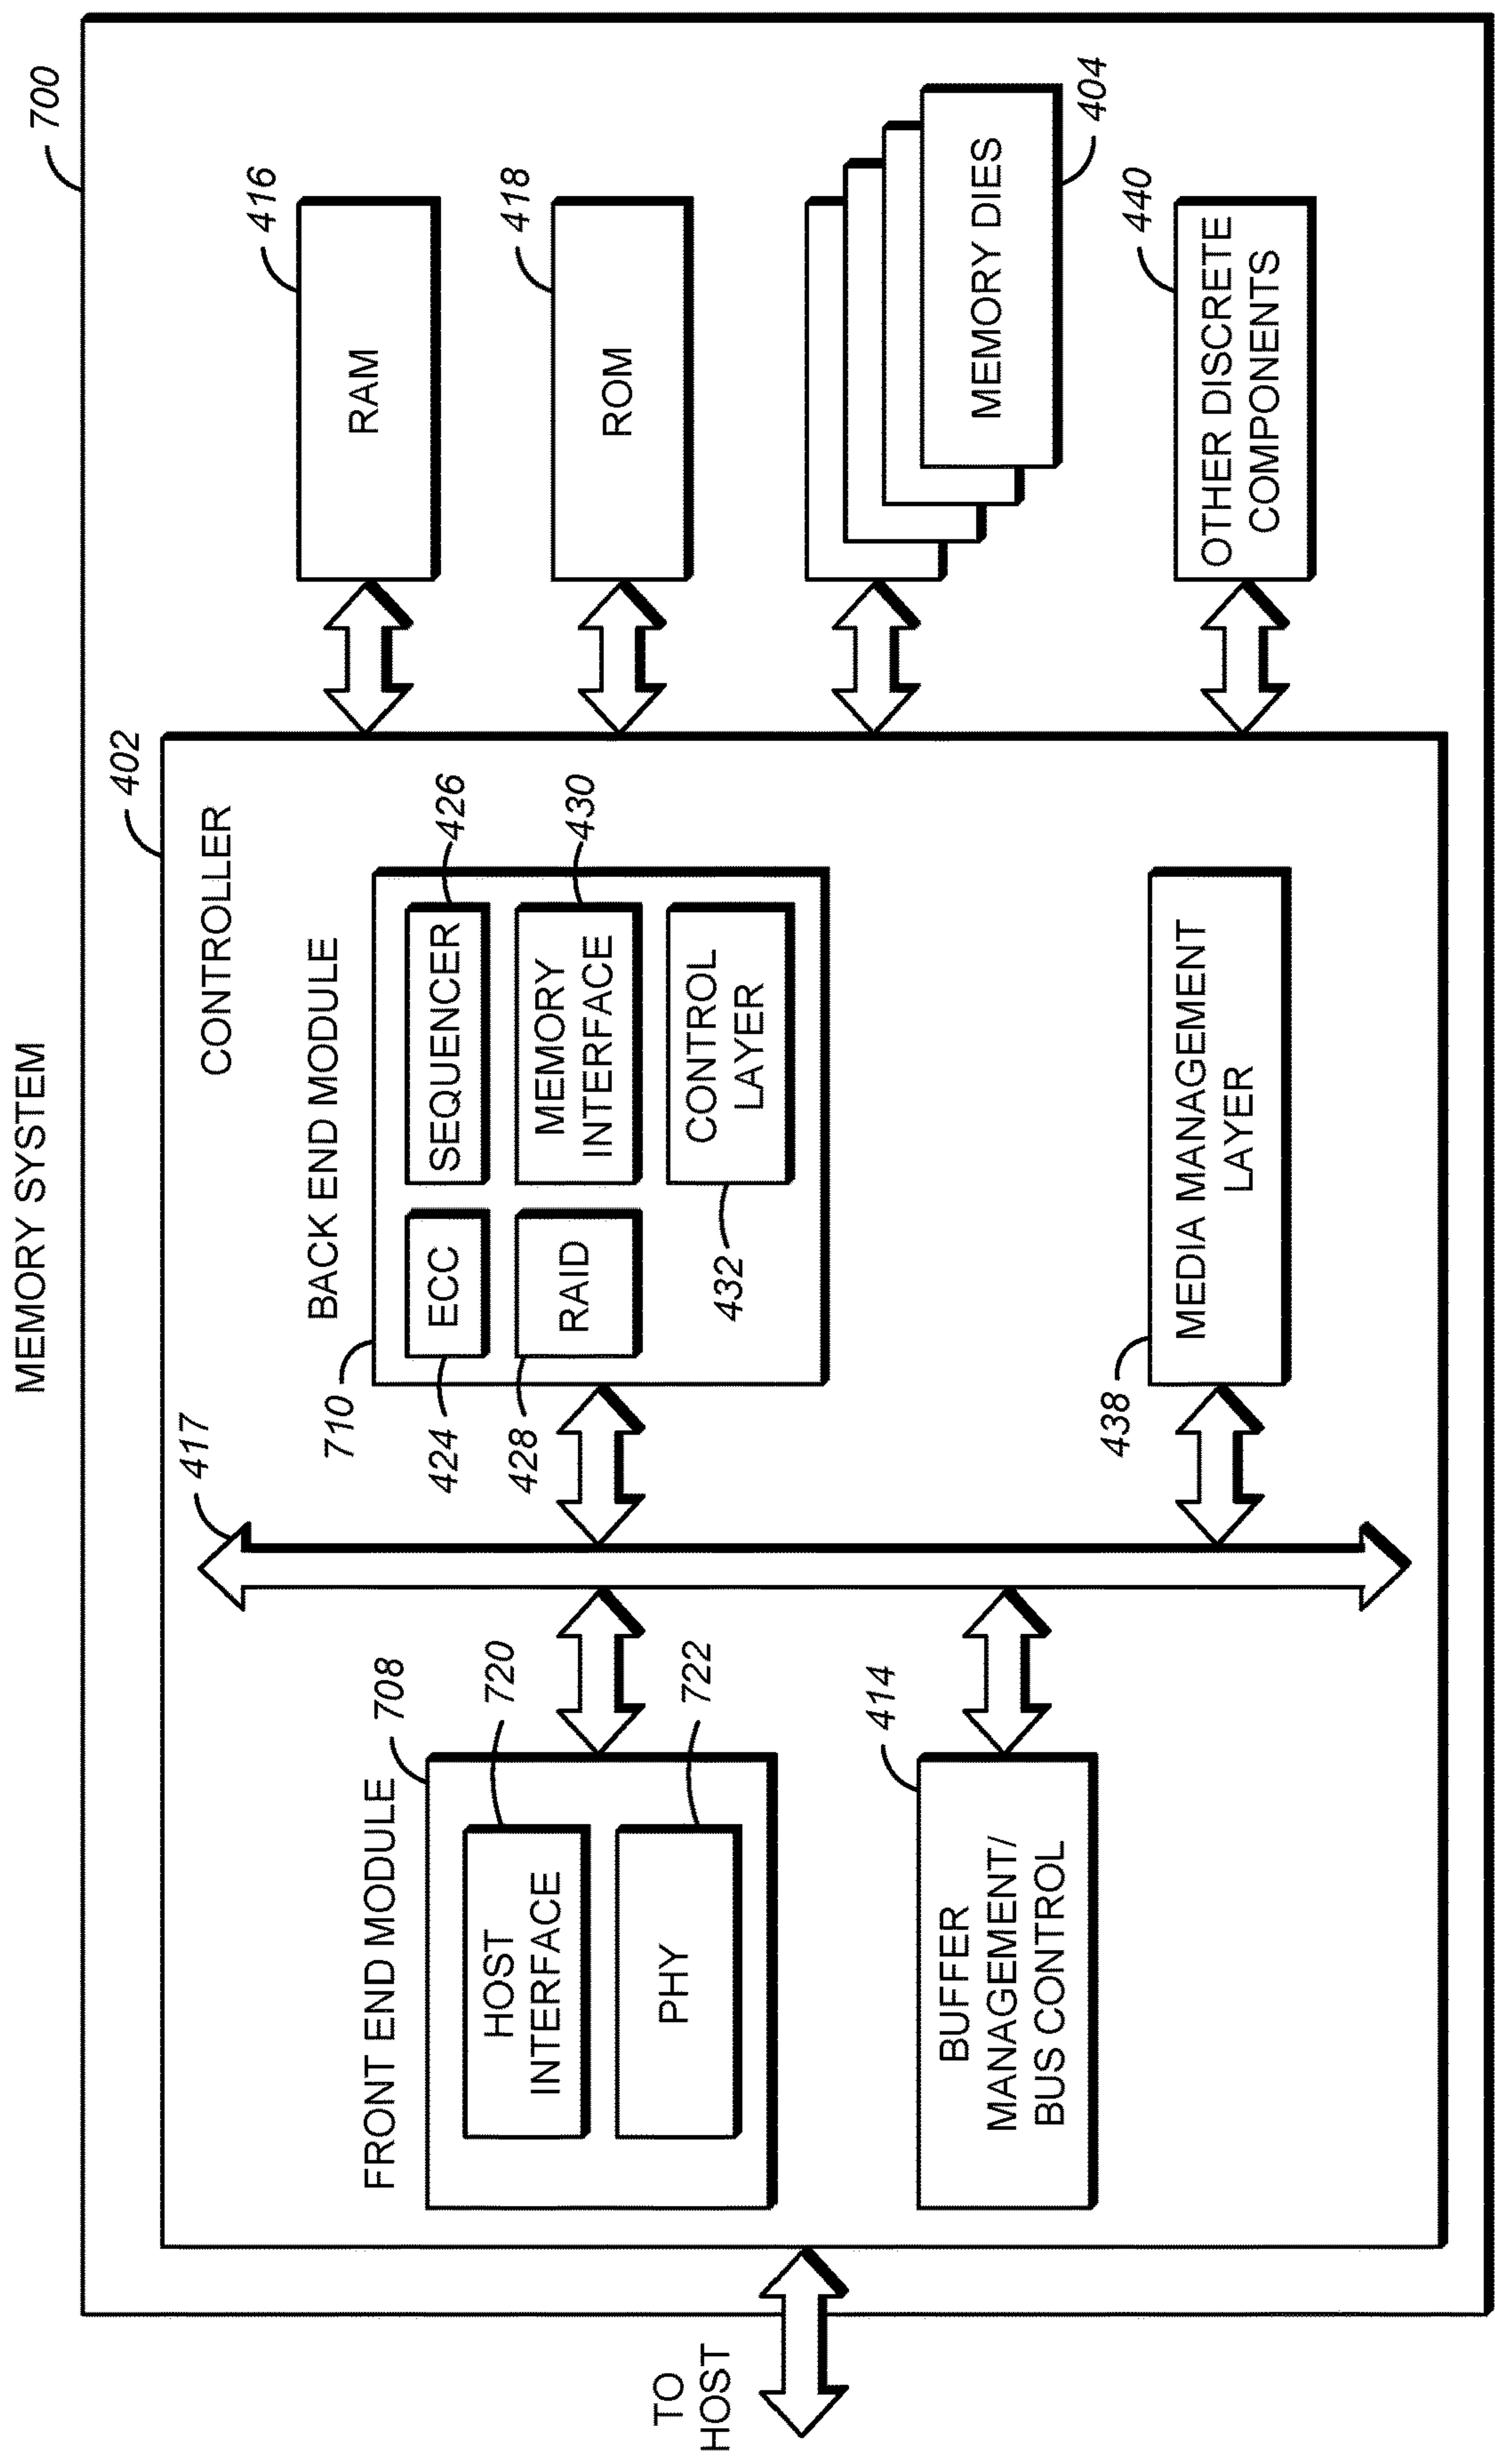 MEMORY SYSTEM
700
402
CONTROLLER
417
FRONT END MODULE
708
HOST
INTERFACE
720
PHY
722
BUFFER
MANAGEMENT/
BUS CONTROL
414
BACK END MODULE
710
ECC
424
SEQUENCER
426
RAID
428
MEMORY
INTERFACE
430
CONTROL
LAYER
432
MEDIA MANAGEMENT
LAYER
438
RAM
416
ROM
418
MEMORY DIES
404
OTHER DISCRETE
COMPONENTS
440
TO
HOST